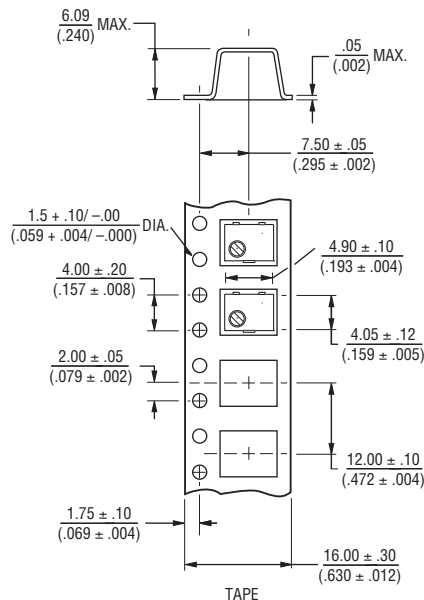 6.09 MAX.
(.240)
.05 MAX.
(.002)
7.50 ± .05
(.295 ± .002)
1.5 + .10/ –.00 DIA.
(.059 + .004/ –.000)
4.90 ± .10
(.193 ± .004)
4.00 ± .20
(.157 ± .008)
4.05 ± .12
(.159 ± .005)
2.00 ± .05
(.079 ± .002)
12.00 ± .10
(.472 ± .004)
1.75 ± .10
(.069 ± .004)
16.00 ± .30
(.630 ± .012)
TAPE